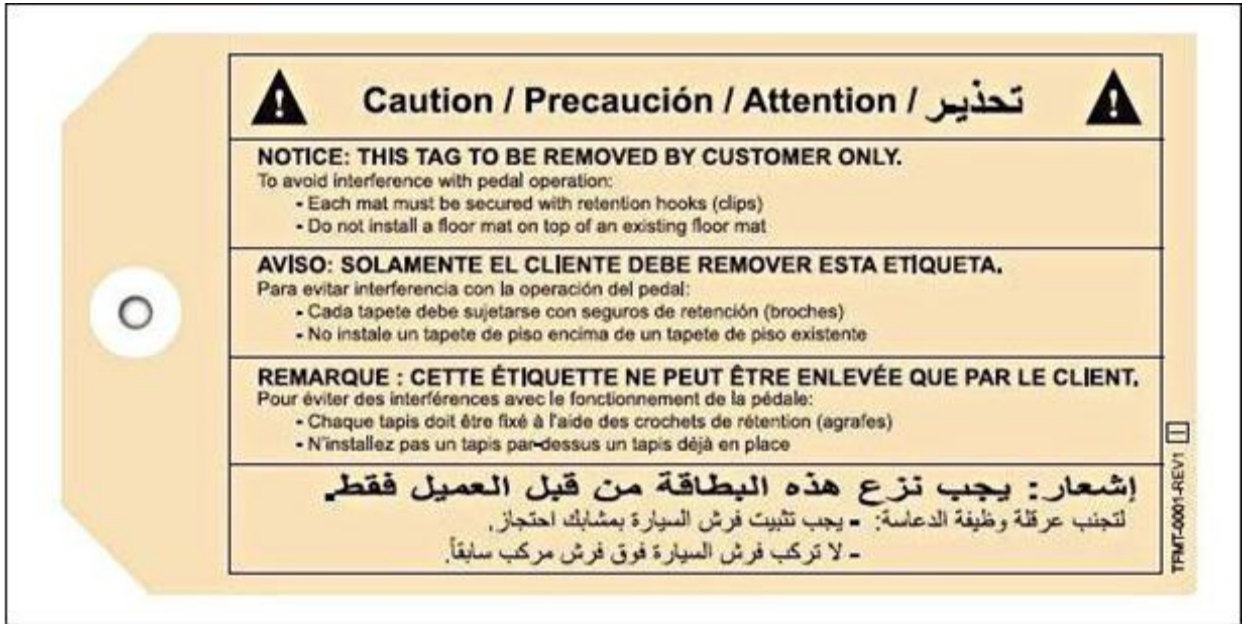 Caution / Precaución / Attention / تحذير
NOTICE: THIS TAG TO BE REMOVED BY CUSTOMER ONLY.
To avoid interference with pedal operation:
- Each mat must be secured with retention hooks (clips)
- Do not install a floor mat on top of an existing floor mat
AVISO: SOLAMENTE EL CLIENTE DEBE REMOVER ESTA ETIQUETA.
Para evitar interferencia con la operación del pedal:
- Cada tapete debe sujetarse con seguros de retención (broches)
- No instale un tapete de piso encima de un tapete de piso existente
REMARQUE : CETTE ÉTIQUETTE NE PEUT ÊTRE ENLEVÉE QUE PAR LE CLIENT.
Pour éviter des interférences avec le fonctionnement de la pédale:
- Chaque tapis doit être fixé à l'aide des crochets de rétention (agrafes)
- N'installez pas un tapis par-dessus un tapis déjà en place
إشعار: يجب نزع هذه البطاقة من قبل العميل فقط.
لتجنب عرقلة وظيفة الدعاسة: - يجب تثبيت فرش السيارة بمشابك احتجاز.
- لا تركب فرش السيارة فوق فرش مركب سابقاً.
TFMT-0001-REV1 1